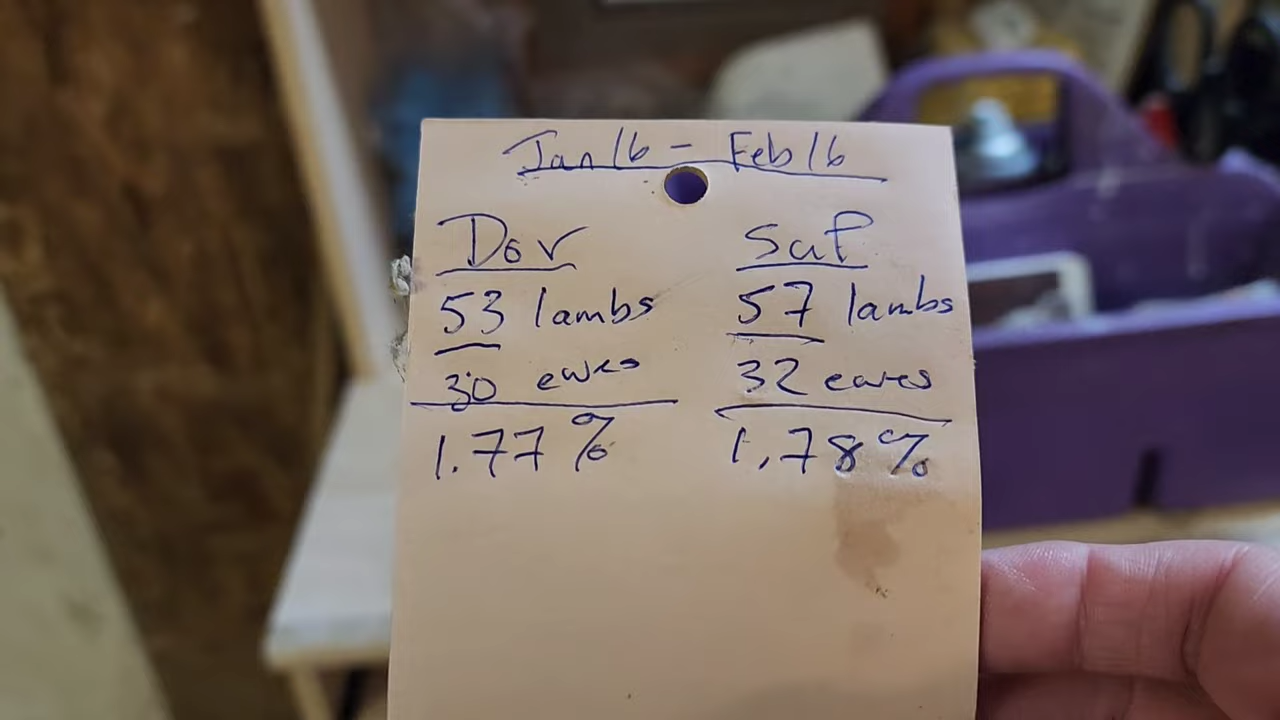 Jan 16 - Feb 16
Dor
53 lambs
30 ewes
1.77%
Suf
57 lambs
32 ewes
1.78%